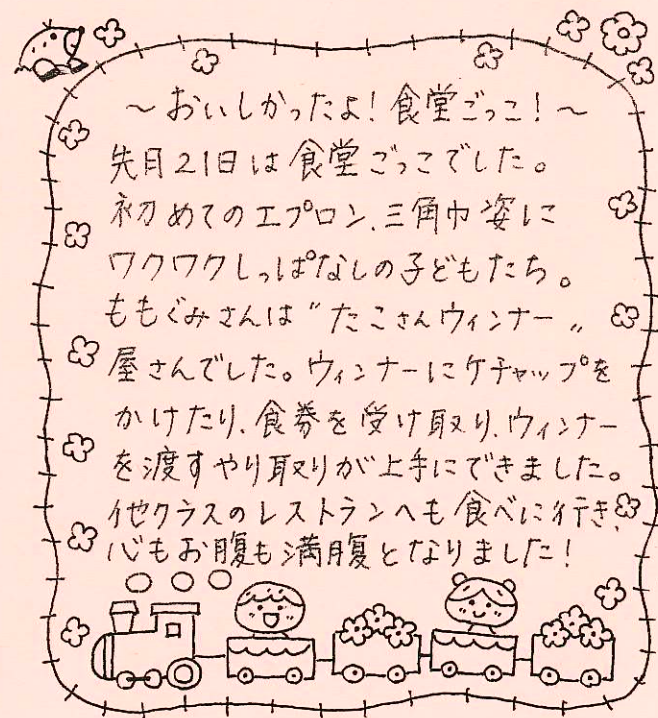 ～おいしかったよ！食堂ごっこ！～
先月21日は食堂ごっこでした。
初めてのエプロン、三角巾姿に
ワクワクしっぱなしの子どもたち。
ももぐみさんは〝たこさんウィンナー〟
屋さんでした。ウィンナーにケチャップを
かけたり、食券を受け取り、ウィンナー
を渡すやり取りが上手にできました。
他クラスのレストランへも食べに行き、
心もお腹も満腹となりました！